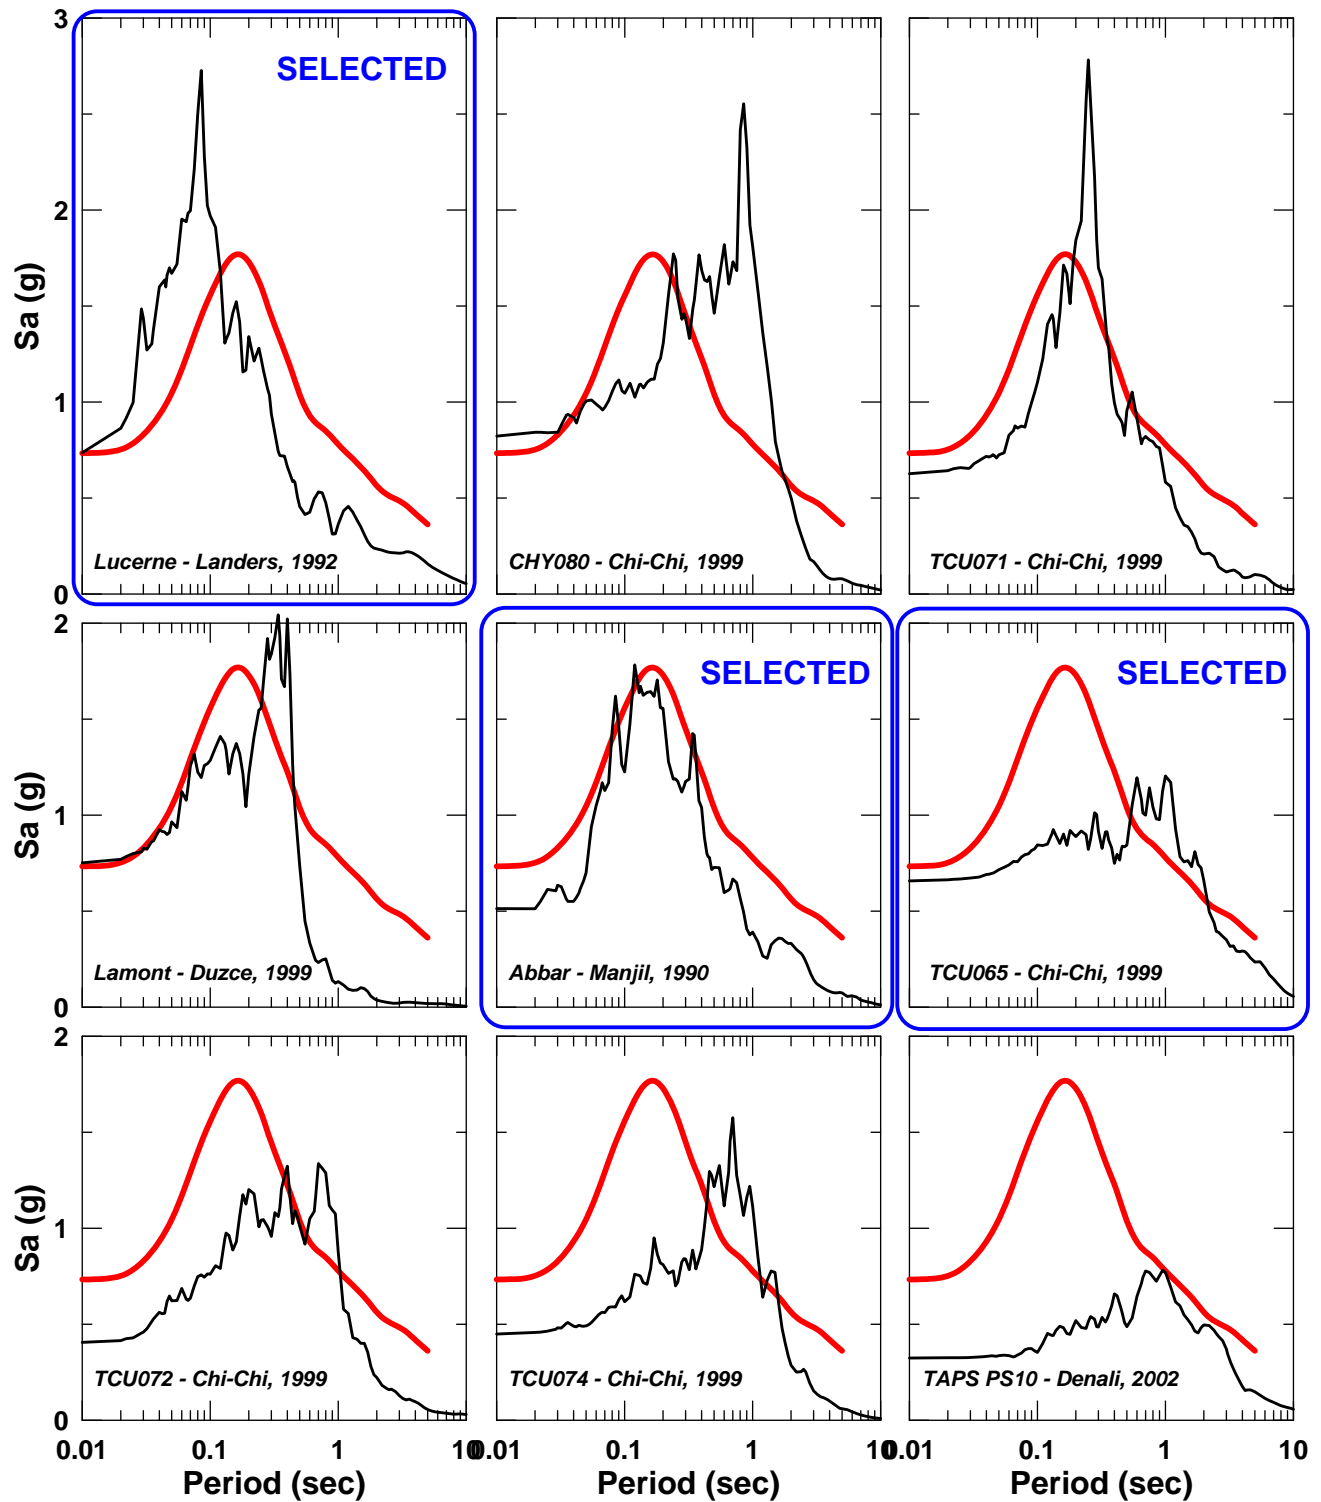 3
2
1
0
Sa (g)
SELECTED
Lucerne - Landers, 1992
CHY080 - Chi-Chi, 1999
TCU071 - Chi-Chi, 1999
2
1
0
Sa (g)
SELECTED
SELECTED
Lamont - Duzce, 1999
Abbar - Manjil, 1990
TCU065 - Chi-Chi, 1999
2
1
0
Sa (g)
TCU072 - Chi-Chi, 1999
TCU074 - Chi-Chi, 1999
TAPS PS10 - Denali, 2002
0.01 0.1 1 10
0.01 0.1 1
0.01 0.1 1 10
Period (sec)
Period (sec)
Period (sec)